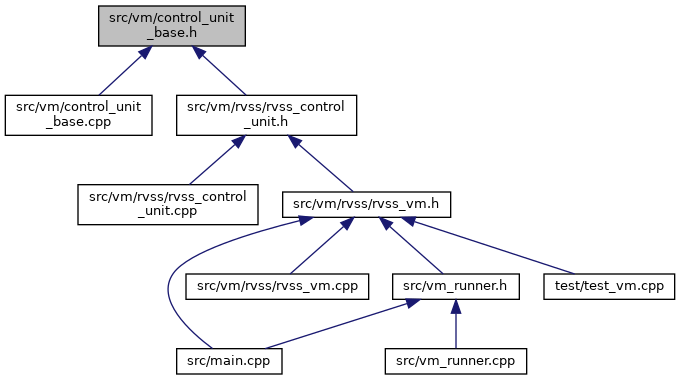 src/vm/control_unit
_base.h
src/vm/control_unit
_base.cpp
src/vm/rvss/rvss_control
_unit.h
src/vm/rvss/rvss_control
_unit.cpp
src/vm/rvss/rvss_vm.h
src/vm/rvss/rvss_vm.cpp
src/vm_runner.h
test/test_vm.cpp
src/main.cpp
src/vm_runner.cpp